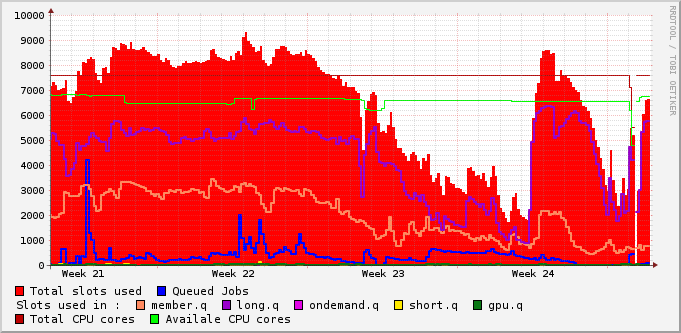 10000
9000
8000
7000
6000
5000
4000
3000
2000
1000
0
Week 21 Week 22 Week 23 Week 24
RRDTOOL / TOBI OETIKER
Total slots used Queued Jobs
Slots used in : member.q long.q ondemand.q short.q gpu.q
Total CPU cores Availale CPU cores